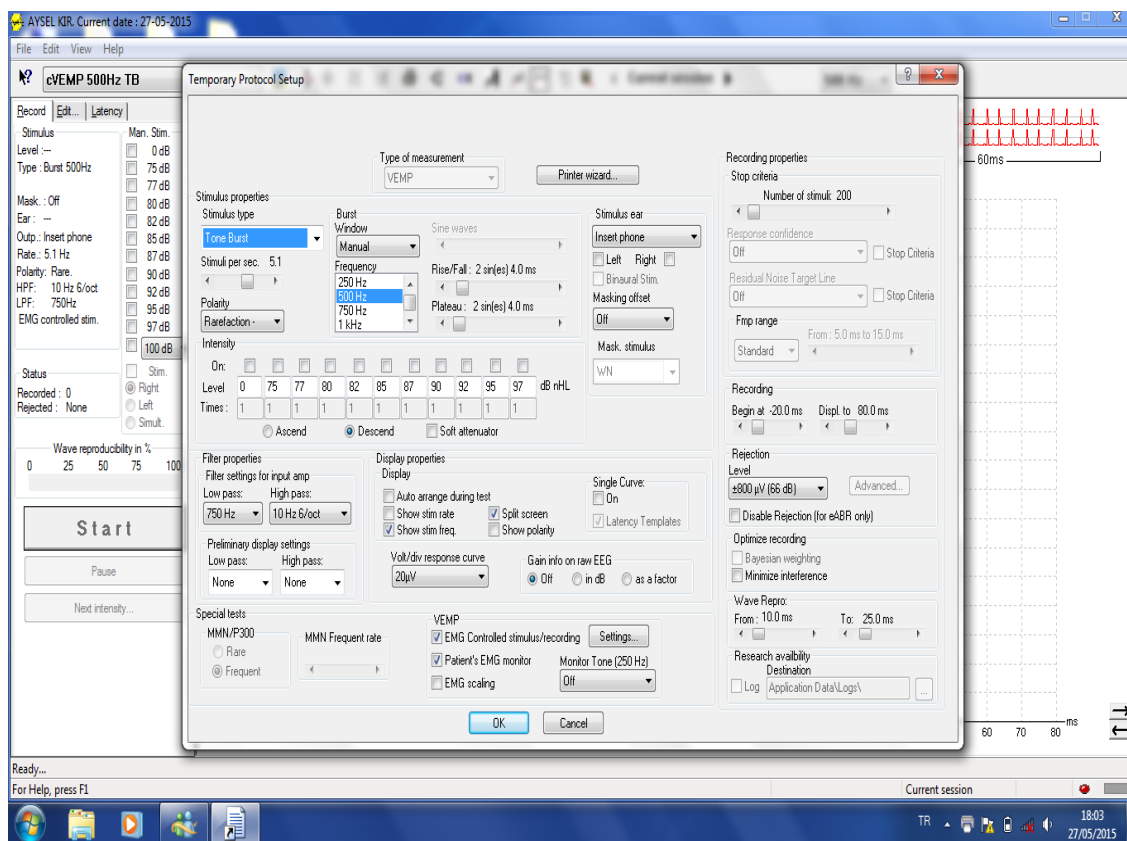 AYSEL KIR. Current date : 27-05-2015
File Edit View Help
cVEMP 500Hz TB
Record Edit... Latency
Stimulus
Level :---
Type : Burst 500Hz
Mask. : Off
Ear : ---
Outp.: Insert phone
Rate.: 5.1 Hz
Polarity: Rare.
HPF: 10 Hz 6/oct
LPF: 750Hz
EMG controlled stim.
Man. Stim.
0 dB
75 dB
77 dB
80 dB
82 dB
85 dB
87 dB
90 dB
92 dB
95 dB
97 dB
100 dB
Status
Recorded : 0
Rejected : None
Stim.
Right
Left
Simult.
Wave reproducibility in %
0 25 50 75 100
Start
Pause
Next intensity...
Temporary Protocol Setup
Type of measurement
VEMP
Printer wizard...
Stimulus properties
Stimulus type
Tone Burst
Stimuli per sec. 5.1
Polarity
Rarefaction -
Burst
Window
Manual
Frequency
250 Hz
500 Hz
750 Hz
1 kHz
Sine waves
Rise/Fall : 2 sin(es) 4.0 ms
Plateau : 2 sin(es) 4.0 ms
Stimulus ear
Insert phone
Left Right
Binaural Stim.
Masking offset
Off
Mask. stimulus
WN
Intensity
On:
Level 0 75 77 80 82 85 87 90 92 95 97 dB nHL
Times : 1 1 1 1 1 1 1 1 1 1 1
Ascend Descend Soft attenuator
Filter properties
Filter settings for input amp
Low pass: High pass:
750 Hz 10 Hz 6/oct
Preliminary display settings
Low pass: High pass:
None None
Display properties
Display
Auto arrange during test
Show stim rate Split screen
Show stim freq. Show polarity
Single Curve:
On
Latency Templates
Volt/div response curve
20µV
Gain info on raw EEG
Off in dB as a factor
Special tests
MMN/P300
Rare
Frequent
MMN Frequent rate
VEMP
EMG Controlled stimulus/recording Settings...
Patient's EMG monitor
EMG scaling
Monitor Tone (250 Hz)
Off
OK Cancel
Recording properties
Stop criteria
Number of stimuli: 200
Response confidence
Off Stop Criteria
Residual Noise Target Line
Off Stop Criteria
Fmp range
From : 5.0 ms to 15.0 ms
Standard
Recording
Begin at -20.0 ms Displ. to 80.0 ms
Rejection
Level
±800 µV (66 dB) Advanced...
Disable Rejection (for eABR only)
Optimize recording
Bayesian weighting
Minimize interference
Wave Repro:
From : 10.0 ms To: 25.0 ms
Research availbility
Destination
Log Application Data\Logs\ ...
60ms
60 70 80 ms
Ready...
For Help, press F1
Current session
TR
18:03
27/05/2015